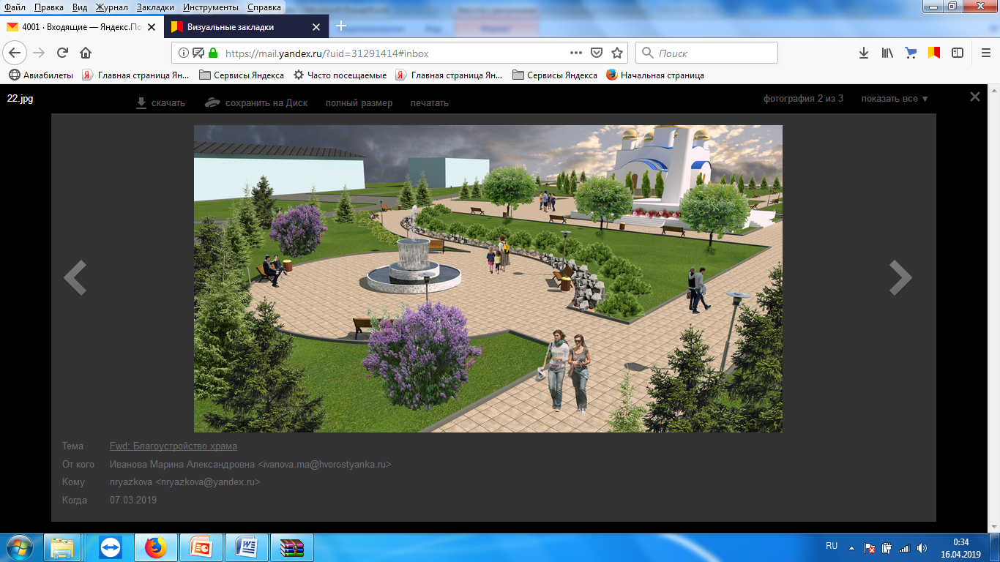 Файл Правка Вид Журнал Закладки Инструменты Справка
4001 · Входящие — Яндекс.По
Визуальные закладки
https://mail.yandex.ru/?uid=31291414#inbox
Поиск
Авиабилеты
Главная страница Ян...
Сервисы Яндекса
Часто посещаемые
Главная страница Ян...
Сервисы Яндекса
Начальная страница
22.jpg
скачать
сохранить на Диск
полный размер
печатать
фотография 2 из 3
показать все
Тема Fwd: Благоустройство храма
От кого Иванова Марина Александровна <ivanova.ma@hvorostyanka.ru>
Кому nryazkova <nryazkova@yandex.ru>
Когда 07.03.2019
RU
0:34
16.04.2019